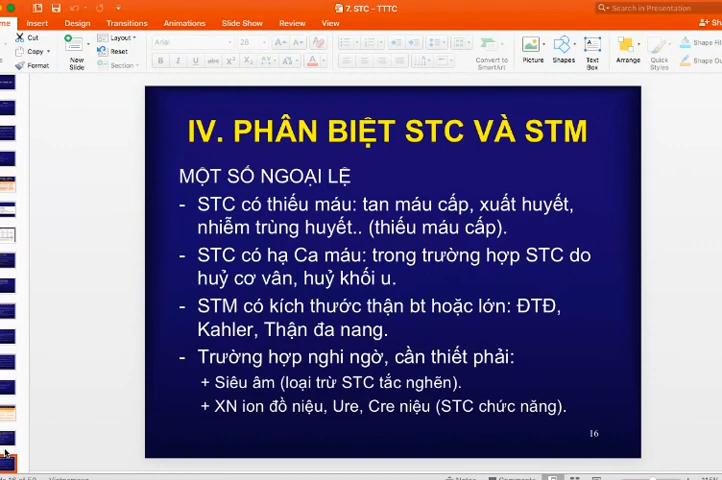 7. STC - TTTC
Search in Presentation
Insert Design Transitions Animations Slide Show Review View
Cut
Copy
Format
New
Slide
Layout
Reset
Section
Arial 28
Convert to
SmartArt
Picture
Shapes
Text
Box
Arrange
Quick
Styles
Shape Fill
IV. PHÂN BIỆT STC VÀ STM
MỘT SỐ NGOẠI LỆ
- STC có thiếu máu: tan máu cấp, xuất huyết,
nhiễm trùng huyết.. (thiếu máu cấp).
- STC có hạ Ca máu: trong trường hợp STC do
huỷ cơ vân, huỷ khối u.
- STM có kích thước thận bt hoặc lớn: ĐTĐ,
Kahler, Thận đa nang.
- Trường hợp nghi ngờ, cần thiết phải:
+ Siêu âm (loại trừ STC tắc nghẽn).
+ XN ion đồ niệu, Ure, Cre niệu (STC chức năng).
16